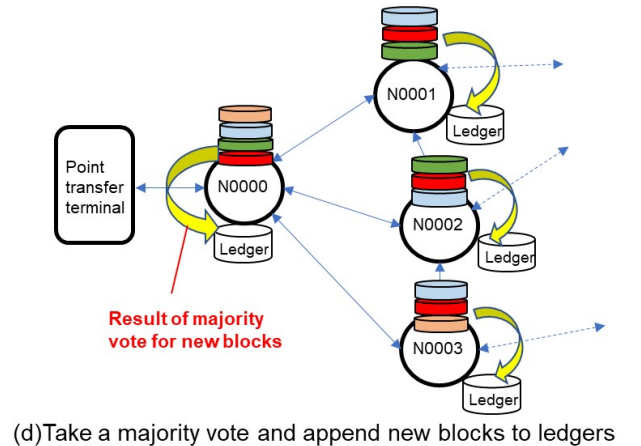 N0001
Ledger
Point
transfer
terminal
N0000
Ledger
N0002
Ledger
Result of majority
vote for new blocks
N0003
Ledger
(d)Take a majority vote and append new blocks to ledgers